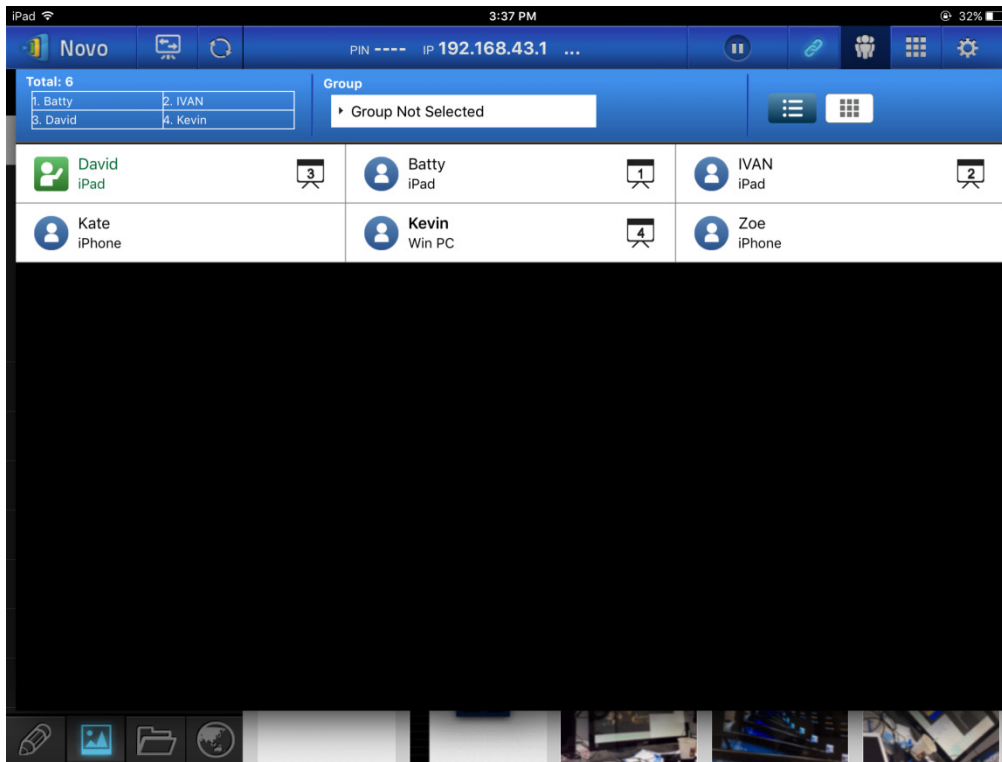 iPad 3:37 PM 32%
Novo PIN ---- IP 192.168.43.1 ...
Total: 6 Group
1. Batty 2. IVAN
3. David 4. Kevin
Group Not Selected
David 3 Batty 1 IVAN 2
iPad iPad iPad
Kate Kevin 4 Zoe
iPhone Win PC iPhone